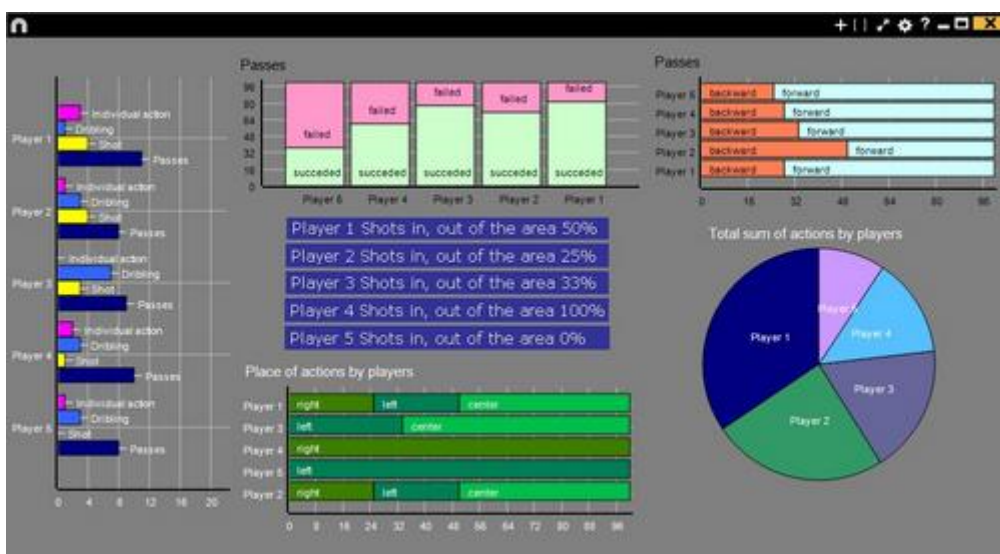 + [ ] ?
Individual action
Dribling
Player 1
Shot
Passes
Individual action
Dribling
Player 2
Shot
Passes
Individual action
Dribling
Player 3
Shot
Passes
Individual action
Dribling
Player 4
Shot
Passes
Individual action
Dribling
Player 5
Shot
Passes
0 4 8 12 16 20
Passes
96
80
64
48
32
16
0
failed failed failed failed failed
succeded succeded succeded succeded succeded
Player 5 Player 4 Player 3 Player 2 Player 1
Player 1 Shots in, out of the area 50%
Player 2 Shots in, out of the area 25%
Player 3 Shots in, out of the area 33%
Player 4 Shots in, out of the area 100%
Player 5 Shots in, out of the area 0%
Place of actions by players
Player 1 right left center
Player 3 left center
Player 4 right
Player 5 left
Player 2 right left center
0 8 16 24 32 40 48 56 64 72 80 88 96
Passes
Player 5 backward forward
Player 4 backward forward
Player 3 backward forward
Player 2 backward forward
Player 1 backward forward
0 16 32 48 64 80 96
Total sum of actions by players
Player 5
Player 4
Player 1
Player 3
Player 2